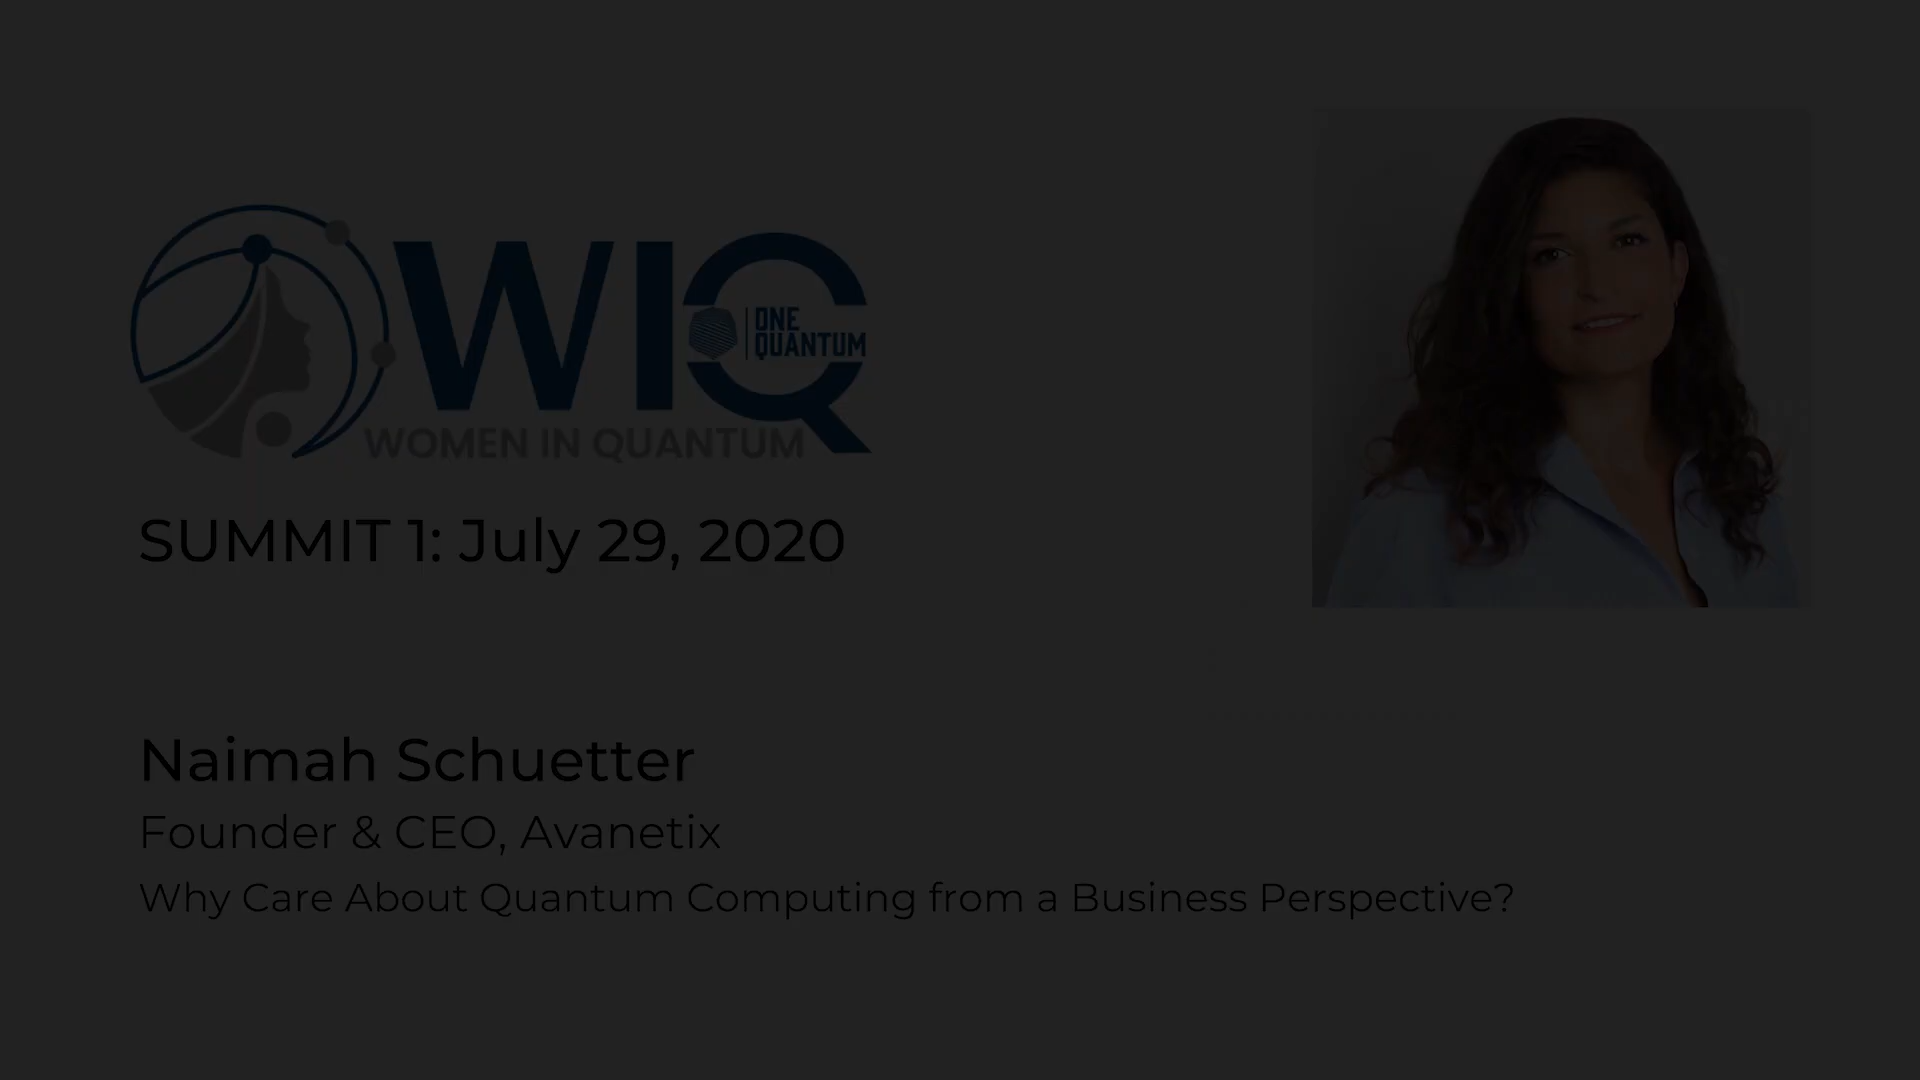 WIQ
ONE
QUANTUM
WOMEN IN QUANTUM
SUMMIT 1: July 29, 2020
Naimah Schuetter
Founder & CEO, Avanetix
Why Care About Quantum Computing from a Business Perspective?